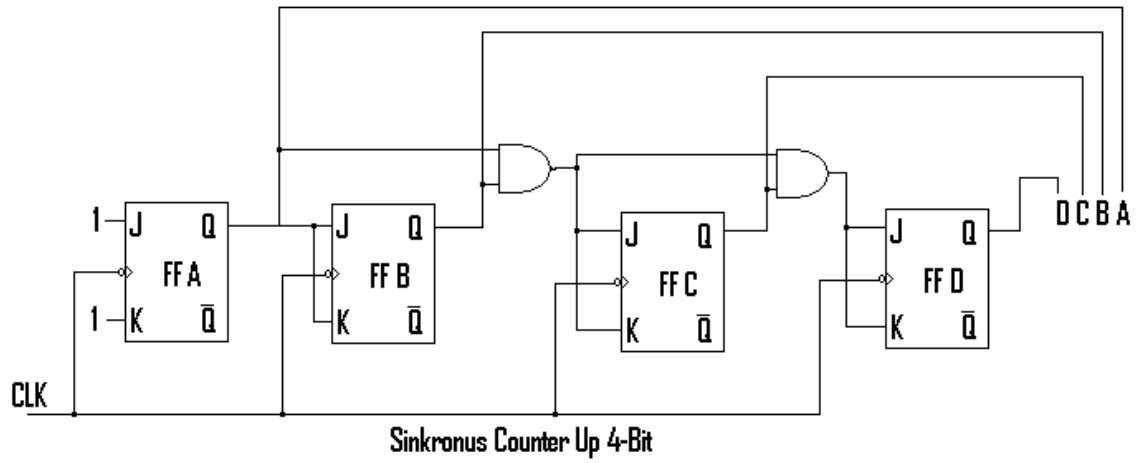 1 J Q J Q J Q J Q D C B A
FF A FF B FF C FF D
1 K Q̅ K Q̅ K Q̅ K Q̅
CLK
Sinkronus Counter Up 4-Bit